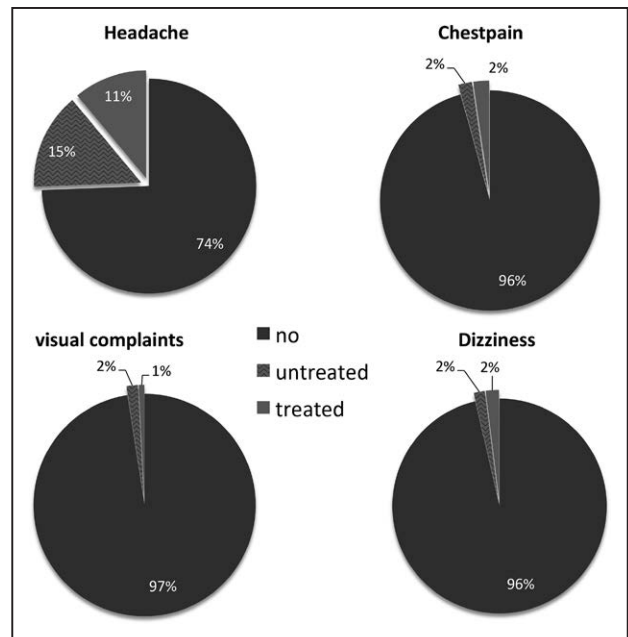 Headache
11%
15%
74%
Chestpain
2%
2%
96%
visual complaints
2%
1%
97%
no
untreated
treated
Dizziness
2%
2%
96%